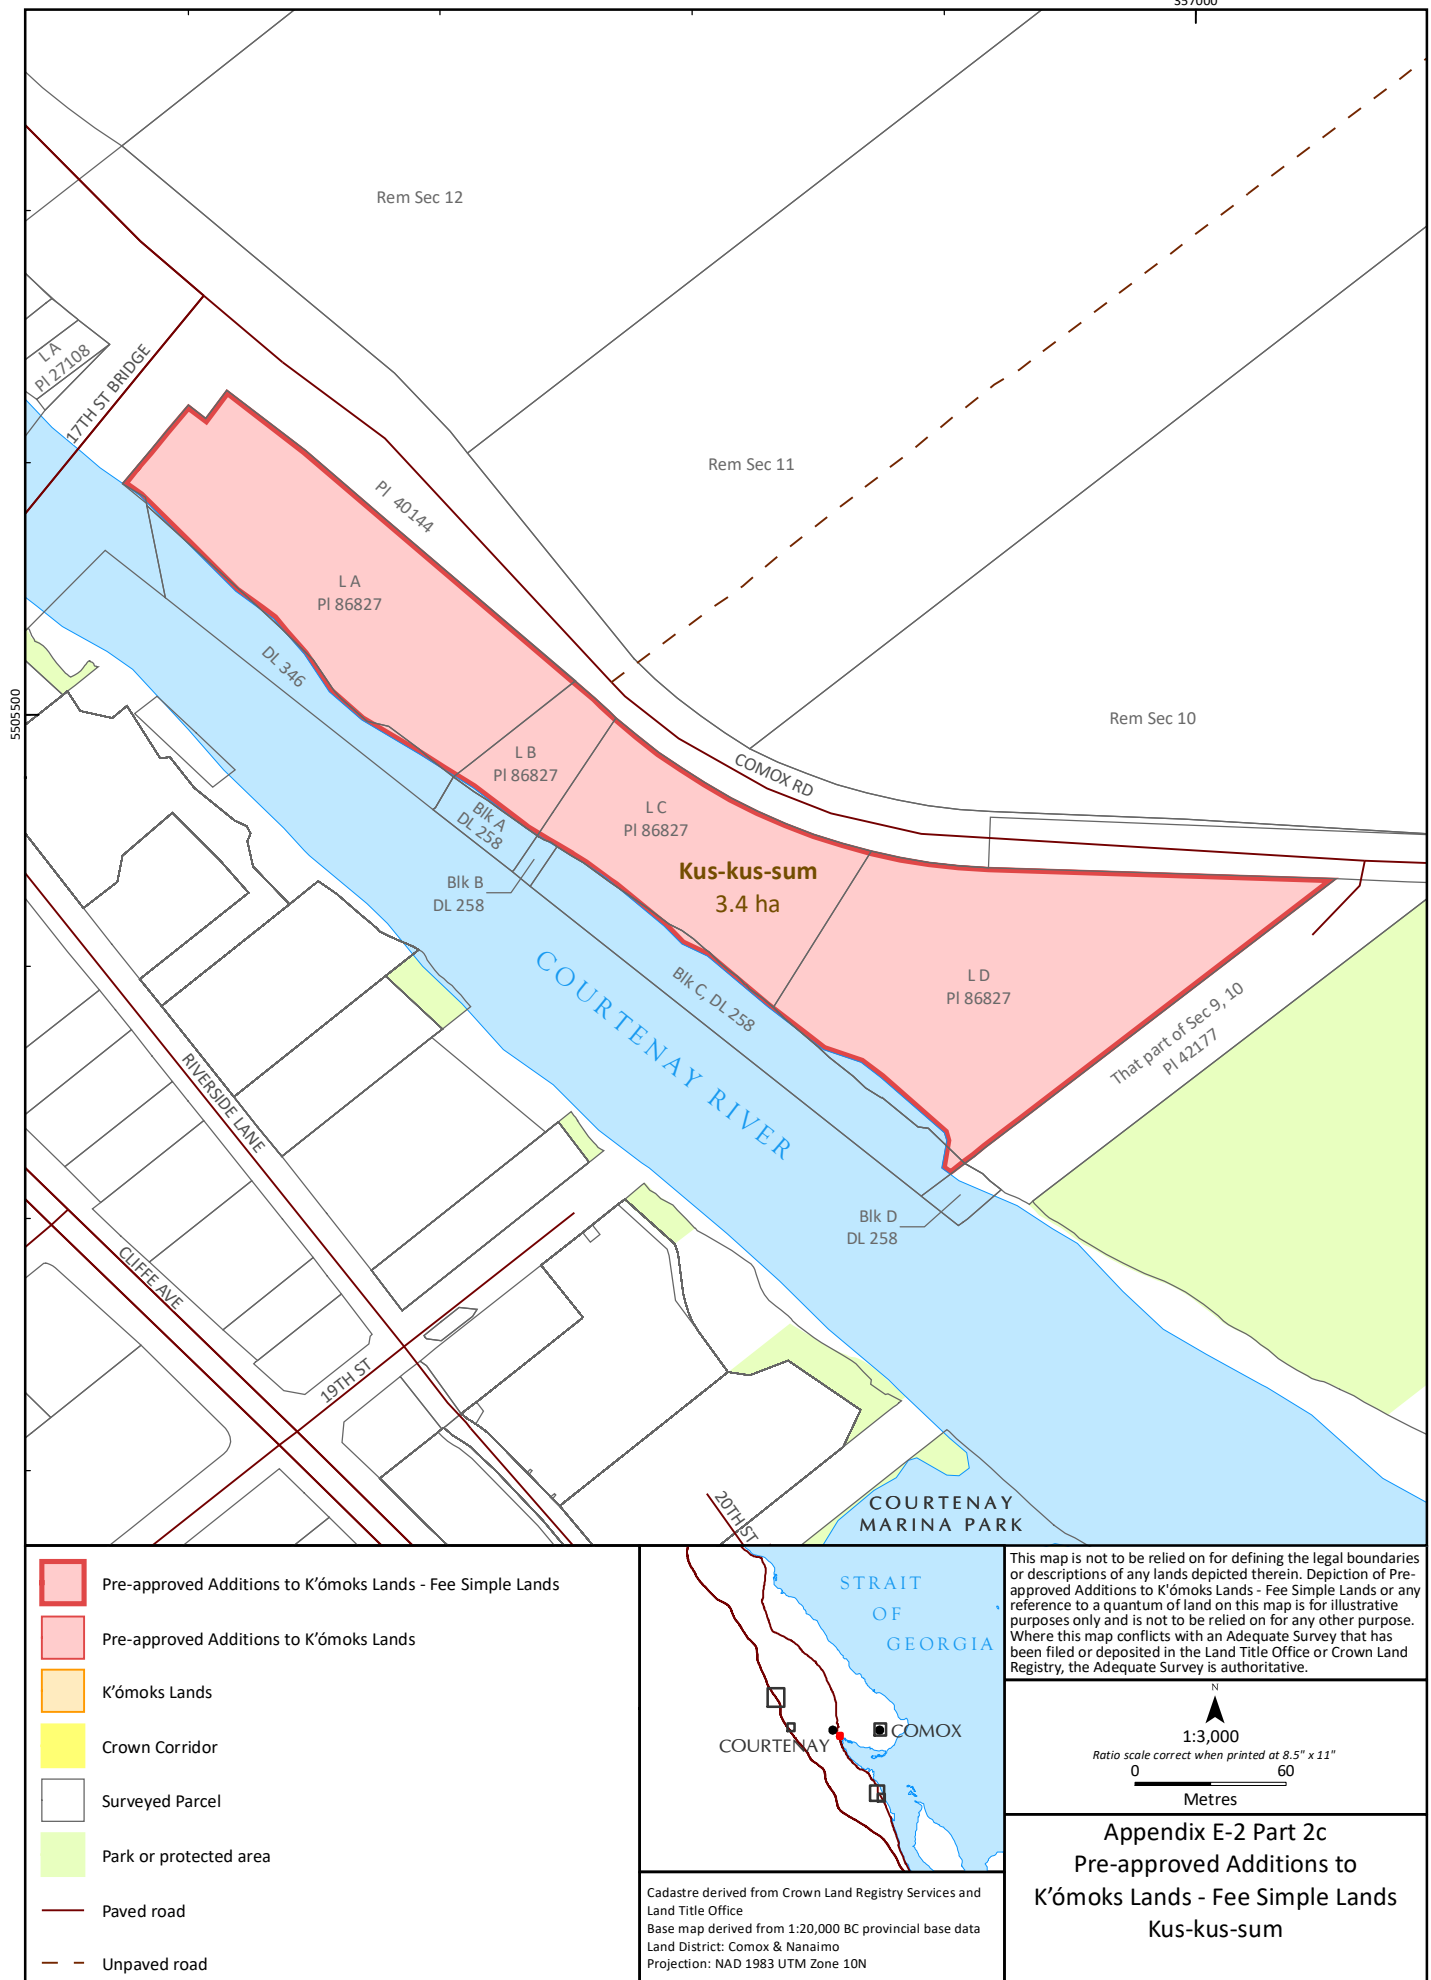 357000
Rem Sec 12
L A
Pl 27108
17TH ST BRIDGE
Rem Sec 11
Pl 40144
L A
Pl 86827
DL 346
5505500
Rem Sec 10
L B
Pl 86827
COMOX RD
L C
Pl 86827
Blk A
DL 258
Kus-kus-sum
3.4 ha
Blk B
DL 258
L D
Pl 86827
Blk C, DL 258
COURTENAY RIVER
That part of Sec 9, 10
Pl 42177
RIVERSIDE LANE
Blk D
DL 258
CLIFFE AVE
19TH ST
20TH ST
COURTENAY
MARINA PARK
Pre-approved Additions to K'ómoks Lands - Fee Simple Lands
Pre-approved Additions to K'ómoks Lands
K'ómoks Lands
Crown Corridor
Surveyed Parcel
Park or protected area
Paved road
Unpaved road
STRAIT
OF
GEORGIA
COMOX
COURTENAY
Cadastre derived from Crown Land Registry Services and
Land Title Office
Base map derived from 1:20,000 BC provincial base data
Land District: Comox & Nanaimo
Projection: NAD 1983 UTM Zone 10N
This map is not to be relied on for defining the legal boundaries
or descriptions of any lands depicted therein. Depiction of Pre-
approved Additions to K'ómoks Lands - Fee Simple Lands or any
reference to a quantum of land on this map is for illustrative
purposes only and is not to be relied on for any other purpose.
Where this map conflicts with an Adequate Survey that has
been filed or deposited in the Land Title Office or Crown Land
Registry, the Adequate Survey is authoritative.
N
1:3,000
Ratio scale correct when printed at 8.5" x 11"
0 60
Metres
Appendix E-2 Part 2c
Pre-approved Additions to
K'ómoks Lands - Fee Simple Lands
Kus-kus-sum